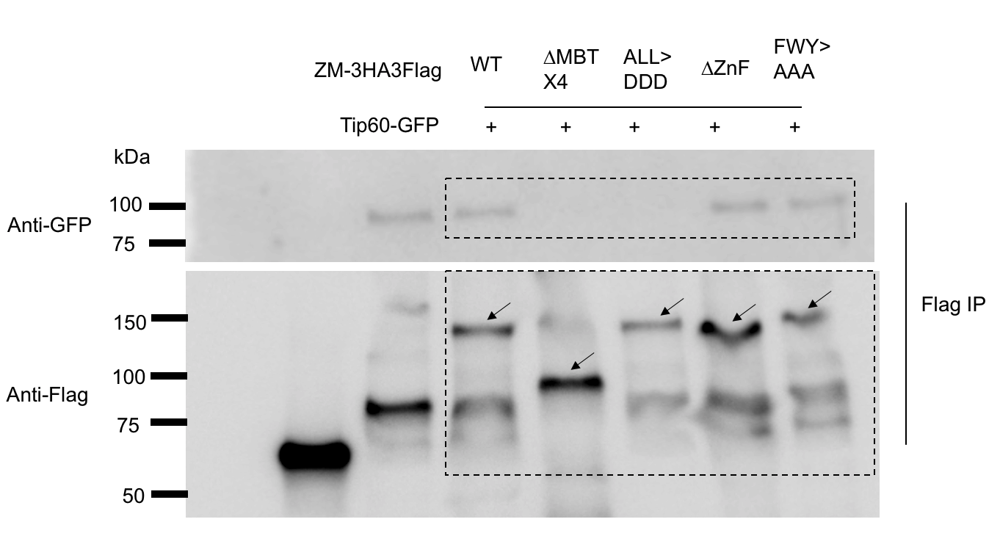 ZM-3HA3Flag WT ΔMBT X4 ALL> DDD ΔZnF FWY> AAA
Tip60-GFP + + + + +
kDa
100
Anti-GFP
75
Flag IP
150
100
Anti-Flag
75
50